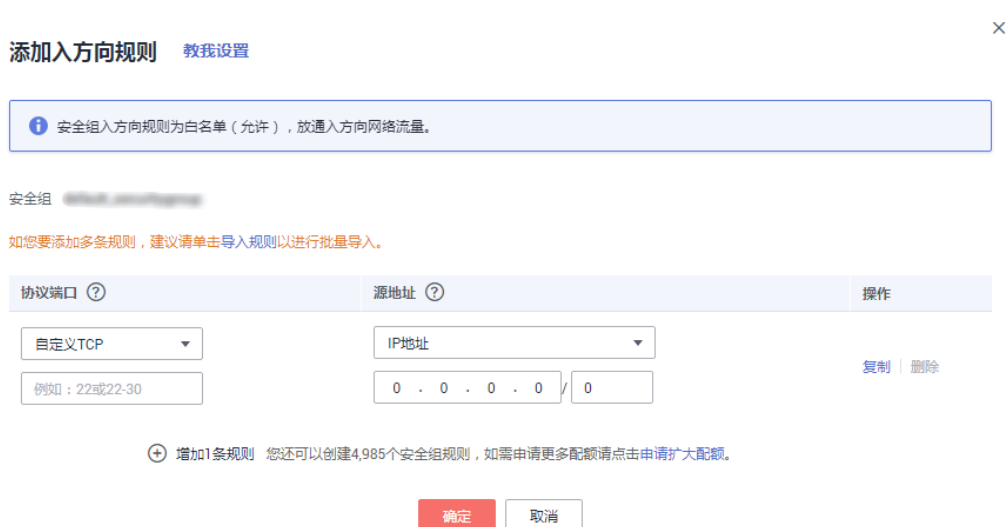 添加入方向规则 教我设置
安全组入方向规则为白名单（允许），放通入方向网络流量。
安全组
如您要添加多条规则，建议请单击导入规则以进行批量导入。
协议端口 ? 源地址 ? 操作
自定义TCP IP地址
复制 删除
例如：22或22-30 0 . 0 . 0 . 0 / 0
增加1条规则 您还可以创建4,985个安全组规则，如需申请更多配额请点击申请扩大配额。
确定 取消